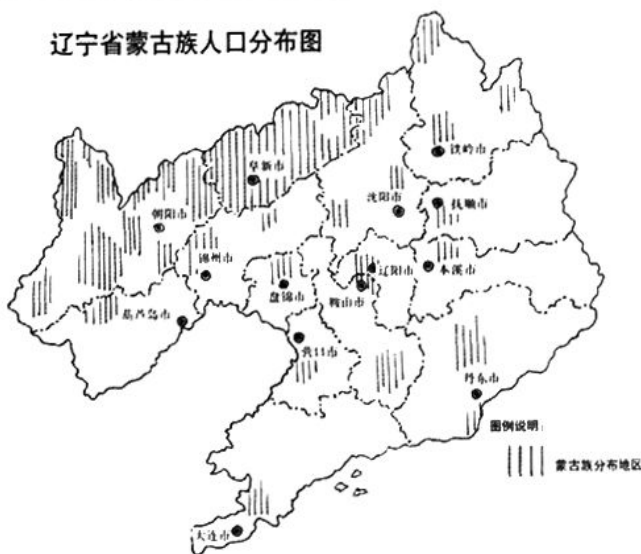 辽宁省蒙古族人口分布图
铁岭市
阜新市
抚顺市
沈阳市
朝阳市
锦州市
辽阳市
本溪市
盘锦市
鞍山市
葫芦岛市
营口市
丹东市
图例说明:
蒙古族分布地区
大连市